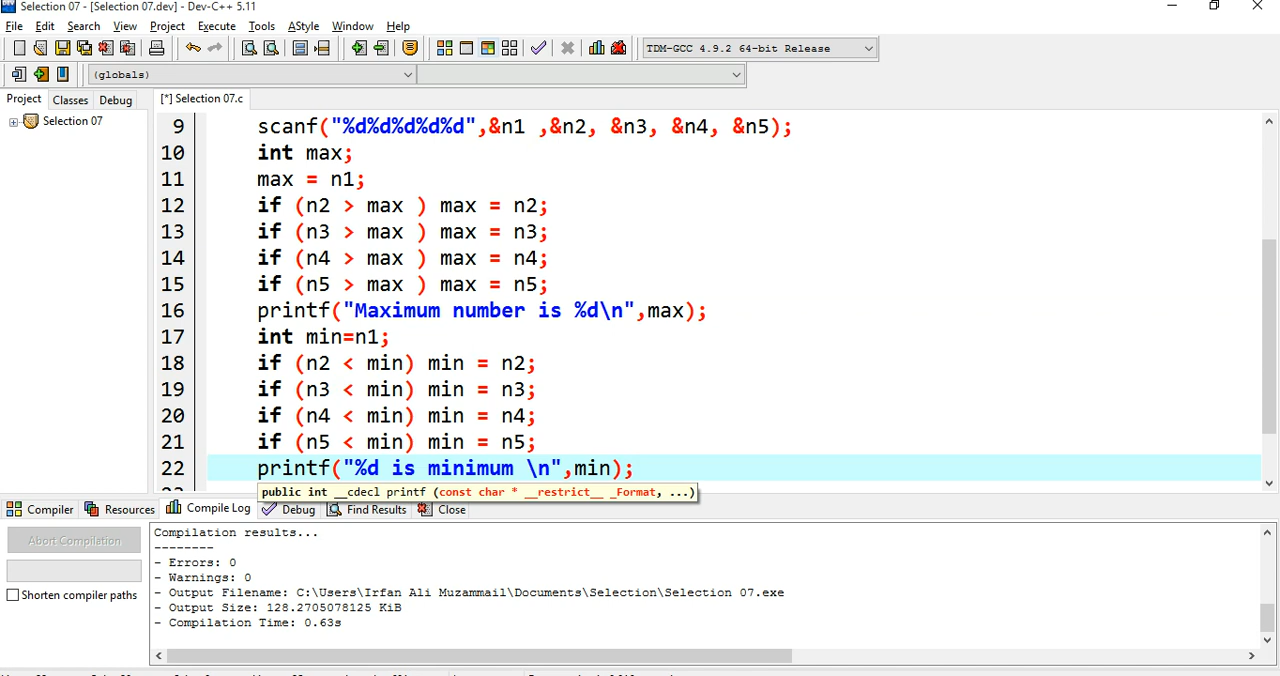 Selection 07 - [Selection 07.dev] - Dev-C++ 5.11
File Edit Search View Project Execute Tools AStyle Window Help
TDM-GCC 4.9.2 64-bit Release
(globals)
Project Classes Debug [*] Selection 07.c
Selection 07
9 scanf("%d%d%d%d%d",&n1 ,&n2, &n3, &n4, &n5);
10 int max;
11 max = n1;
12 if (n2 > max ) max = n2;
13 if (n3 > max ) max = n3;
14 if (n4 > max ) max = n4;
15 if (n5 > max ) max = n5;
16 printf("Maximum number is %d\n",max);
17 int min=n1;
18 if (n2 < min) min = n2;
19 if (n3 < min) min = n3;
20 if (n4 < min) min = n4;
21 if (n5 < min) min = n5;
22 printf("%d is minimum \n",min);
public int __cdecl printf (const char * __restrict__ _Format, ...)
Compiler Resources Compile Log Debug Find Results Close
Abort Compilation
Shorten compiler paths
Compilation results...
--------
- Errors: 0
- Warnings: 0
- Output Filename: C:\Users\Irfan Ali Muzammail\Documents\Selection\Selection 07.exe
- Output Size: 128.2705078125 KiB
- Compilation Time: 0.63s